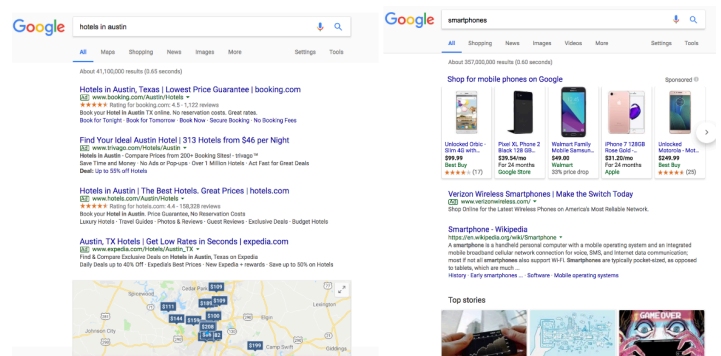 Google
hotels in austin
All Maps Shopping News Images More Settings Tools
About 41,100,000 results (0.65 seconds)
Hotels in Austin, Texas | Lowest Price Guarantee | booking.com
Ad www.booking.com/Austin/Hotels
Rating for booking.com: 4.5 - 1,122 reviews
Book your Hotel in Austin TX online. No reservation costs. Great rates.
Book for Tonight · Book for Tomorrow · Book Now · Secure Booking · No Booking Fees
Find Your Ideal Austin Hotel | 313 Hotels from $46 per Night
Ad www.trivago.com/Hotels/Austin
Hotels in Austin - Compare Prices from 200+ Booking Sites! - trivago™
Save Time and Money · No Ads or Pop-ups · Over 1 Million Hotels · Act Fast for Great Deals
Deal: Up to 55% off Hotels
Hotels in Austin | The Best Hotels. Great Prices | hotels.com
Ad www.hotels.com/Austin/Hotels
Rating for hotels.com: 4.4 - 158,328 reviews
Book your Hotel in Austin. Price Guarantee, No Reservation Costs
Luxury Hotels · Travel Guide · Photos & Reviews · Guest Reviews · Exclusive Deals · Budget Hotels
Austin, TX Hotels | Get Low Rates in Seconds | expedia.com
Ad www.expedia.com/Hotels/Austin_TX
Find & Compare Exclusive Deals on Hotels in Austin, Texas on Expedia
Daily Deals up to 40% Off · Expedia's Best Prices · New Expedia + rewards · Save up to 50% on Hotels
Spicewood
Cedar Park
$109
$111
$105
$109
Lexington
$144
$159
$100
Elgin
$208
Johnson City
$199
Camp Swift
Giddings
Google
smartphones
All Shopping News Images Videos More Settings Tools
About 357,000,000 results (0.60 seconds)
Shop for mobile phones on Google
Sponsored
Unlocked Orbic -
Slim 4G with...
$99.99
Best Buy
(17)
Pixel XL Phone 2
Black 128 GB...
$39.54/mo
For 24 months
Google Store
Walmart Family
Mobile Samsun...
$49.00
Walmart
33% price drop
iPhone 7 128GB
Rose Gold -...
$31.20/mo
For 24 months
Apple
Unlocked
Motorola - Mot...
$249.99
Best Buy
(25)
Verizon Wireless Smartphones | Make the Switch Today
Ad www.verizonwireless.com/
Shop Online for the Latest Wireless Phones on America's Most Reliable Network.
Smartphone - Wikipedia
https://en.wikipedia.org/wiki/Smartphone
A smartphone is a handheld personal computer with a mobile operating system and an integrated
mobile broadband cellular network connection for voice, SMS, and Internet data communication;
most if not all smartphones also support Wi-Fi. Smartphones are typically pocket-sized, as opposed
to tablets, which are much ...
History · Early smartphones ... · Software · Mobile operating systems
Top stories
GAME OVER